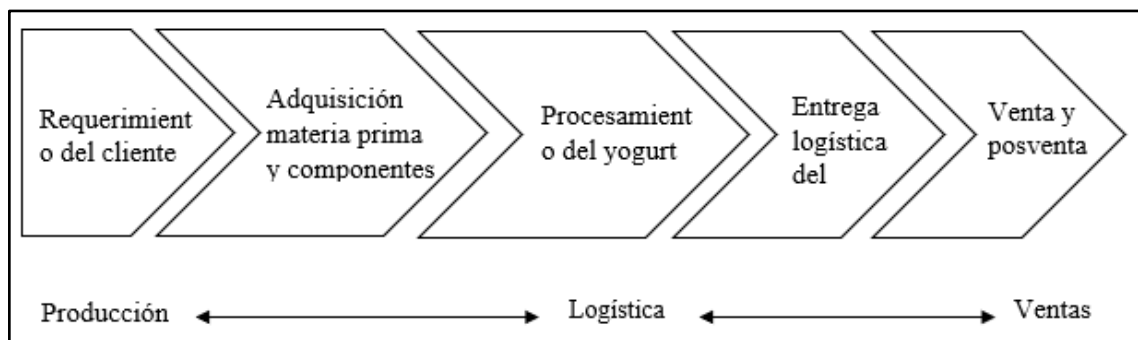 Requerimient
o del cliente
Adquisición
materia prima
y componentes
Procesamient
o del yogurt
Entrega
logística
del
Venta y
posventa
Producción
Logística
Ventas